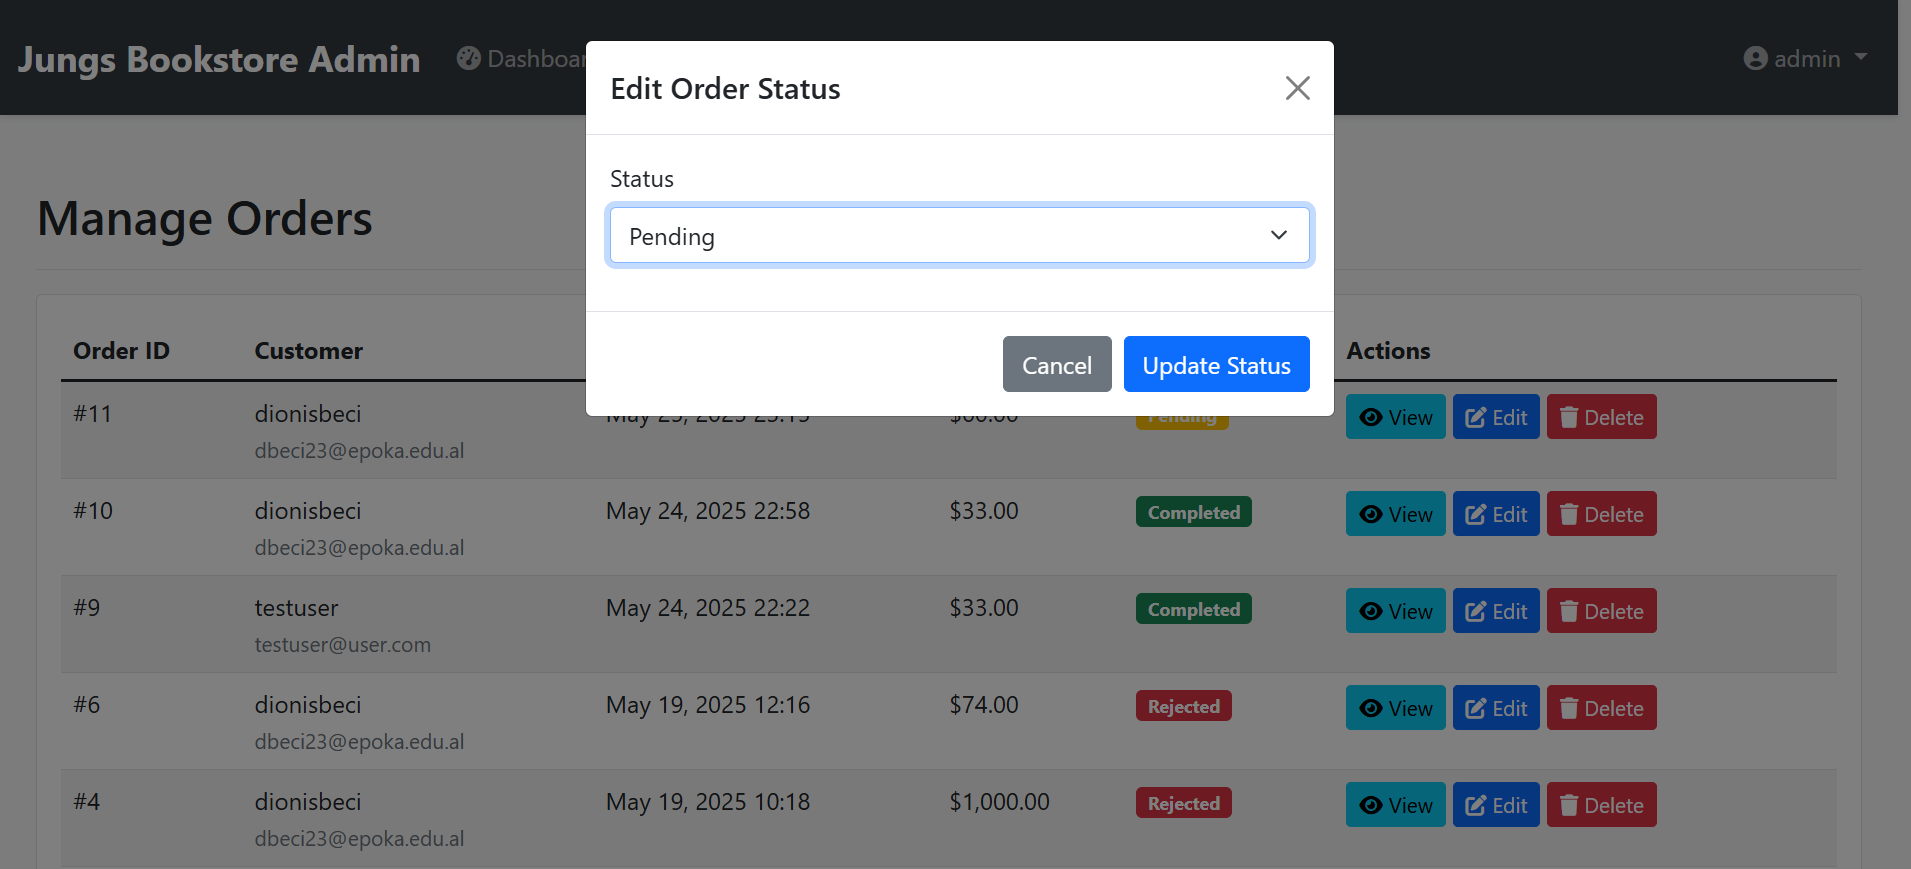 Jungs Bookstore Admin
admin
Edit Order Status
Status
Pending
Cancel Update Status
Manage Orders
Order ID Customer Actions
#11 dionisbeci View Edit Delete
dbeci23@epoka.edu.al
#10 dionisbeci May 24, 2025 22:58 $33.00 Completed View Edit Delete
dbeci23@epoka.edu.al
#9 testuser May 24, 2025 22:22 $33.00 Completed View Edit Delete
testuser@user.com
#6 dionisbeci May 19, 2025 12:16 $74.00 Rejected View Edit Delete
dbeci23@epoka.edu.al
#4 dionisbeci May 19, 2025 10:18 $1,000.00 Rejected View Edit Delete
dbeci23@epoka.edu.al